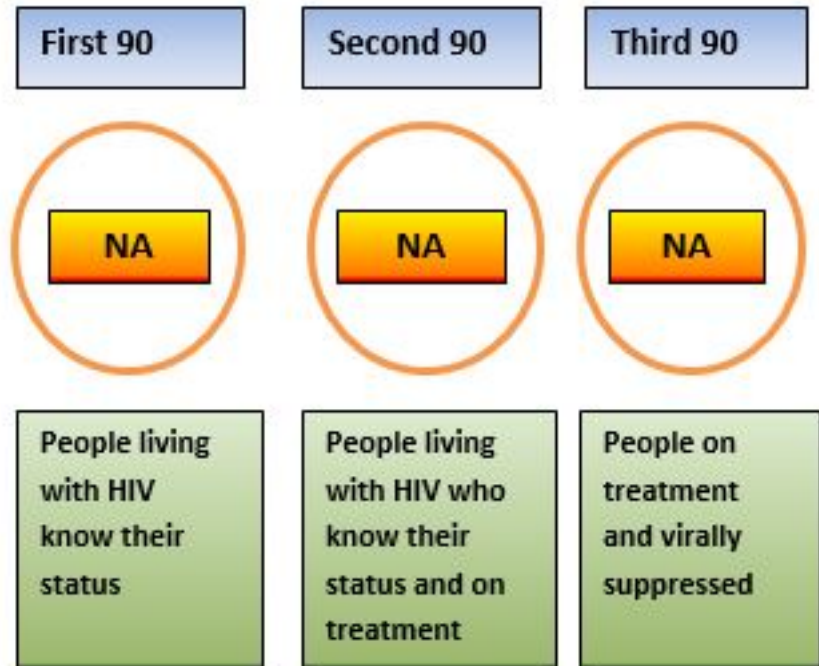 First 90
Second 90
Third 90
NA
NA
NA
People living
with HIV
know their
status
People living
with HIV who
know their
status and on
treatment
People on
treatment
and virally
suppressed